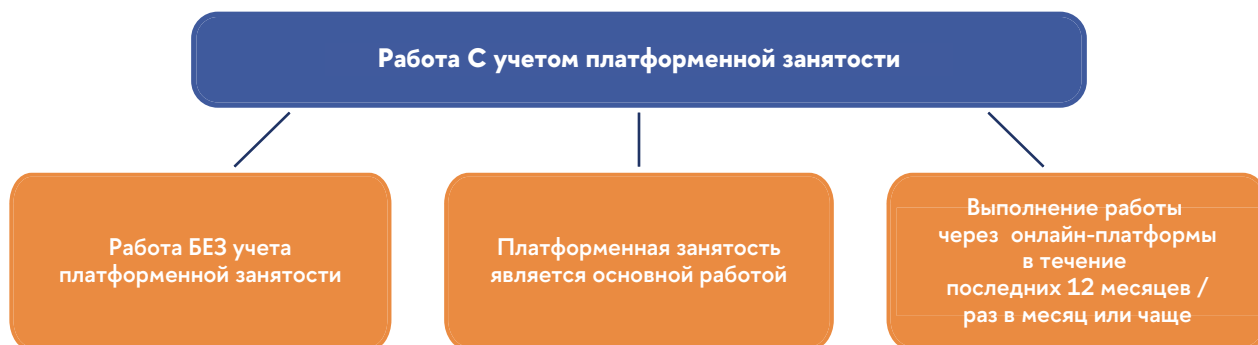 Работа С учетом платформенной занятости
Работа БЕЗ учета
платформенной занятости
Платформенная занятость
является основной работой
Выполнение работы
через онлайн-платформы
в течение
последних 12 месяцев /
раз в месяц или чаще